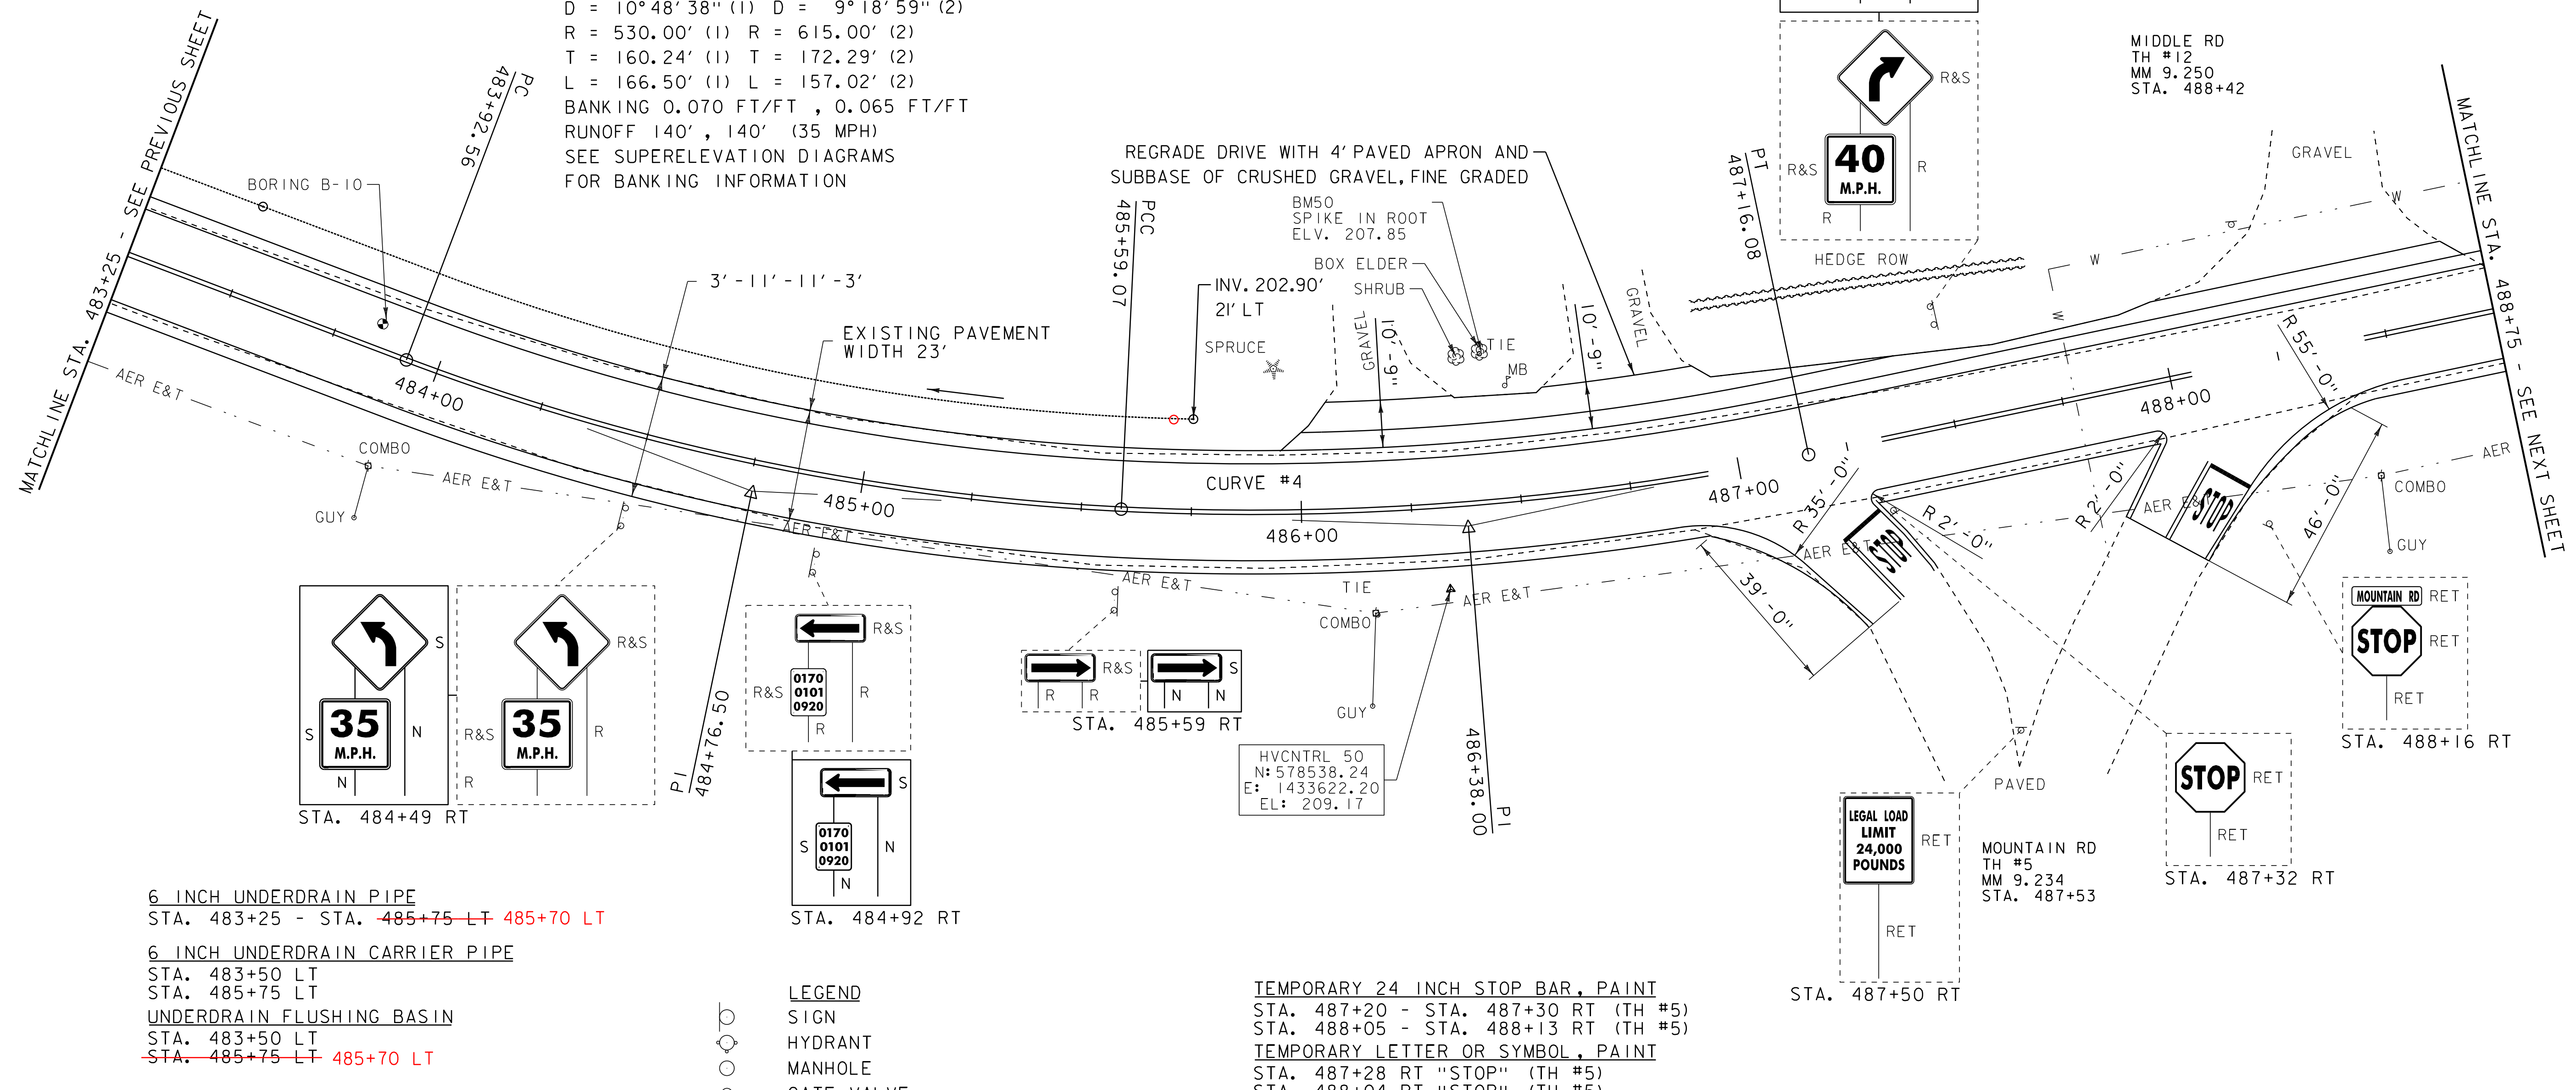 D = 10°48'38" (1) D = 9°18'59" (2)
R = 530.00' (1) R = 615.00' (2)
T = 160.24' (1) T = 172.29' (2)
L = 166.50' (1) L = 157.02' (2)
BANKING 0.070 FT/FT , 0.065 FT/FT
RUNOFF 140' , 140' (35 MPH)
SEE SUPERELEVATION DIAGRAMS
FOR BANKING INFORMATION
MATCHLINE STA. 483+25 - SEE PREVIOUS SHEET
PC
483+92.56
BORING B-10
3'-11'-11'-3'
EXISTING PAVEMENT
WIDTH 23'
REGRADE DRIVE WITH 4' PAVED APRON AND
SUBBASE OF CRUSHED GRAVEL, FINE GRADED
PCC
485+59.07
BM50
SPIKE IN ROOT
ELV. 207.85
BOX ELDER
SHRUB
INV. 202.90'
21' LT
SPRUCE
GRAVEL
10'-9"
TIE
MB
10'-9"
GRAVEL
PT
487+16.08
R&S
40
M.P.H.
R&S
R
R
HEDGE ROW
MIDDLE RD
TH #12
MM 9.250
STA. 488+42
GRAVEL
W
W
W
MATCHLINE STA. 488+75 - SEE NEXT SHEET
AER E&T
484+00
COMBO
GUY
AER E&T
485+00
AER E&T
CURVE #4
486+00
487+00
488+00
AER E&T
TIE
COMBO
GUY
AER E&T
R 35'-0"
39'-0"
AER E&T
STOP
R 2'-0"
R 2'-0"
AER E&T
STOP
R 55'-0"
46'-0"
AER
COMBO
GUY
S
35
M.P.H.
S
N
N
STA. 484+49 RT
R&S
35
M.P.H.
R&S
R
R
PI
484+76.50
R&S
R&S
0170
0101
0920
R
R
S
S
0170
0101
0920
N
N
STA. 484+92 RT
R&S
R
R
S
N
N
STA. 485+59 RT
HVCNTRL 50
N: 578538.24
E: 1433622.20
EL: 209.17
PI
486+38.00
LEGAL LOAD
LIMIT
24,000
POUNDS
RET
RET
STA. 487+50 RT
PAVED
MOUNTAIN RD
TH #5
MM 9.234
STA. 487+53
STOP
RET
RET
STA. 487+32 RT
MOUNTAIN RD
RET
STOP
RET
RET
STA. 488+16 RT
6 INCH UNDERDRAIN PIPE
STA. 483+25 - STA. 485+75 LT 485+70 LT
6 INCH UNDERDRAIN CARRIER PIPE
STA. 483+50 LT
STA. 485+75 LT
UNDERDRAIN FLUSHING BASIN
STA. 483+50 LT
STA. 485+75 LT 485+70 LT
LEGEND
SIGN
HYDRANT
MANHOLE
GATE VALVE
TEMPORARY 24 INCH STOP BAR, PAINT
STA. 487+20 - STA. 487+30 RT (TH #5)
STA. 488+05 - STA. 488+13 RT (TH #5)
TEMPORARY LETTER OR SYMBOL, PAINT
STA. 487+28 RT "STOP" (TH #5)
STA. 488+04 RT "STOP" (TH #5)